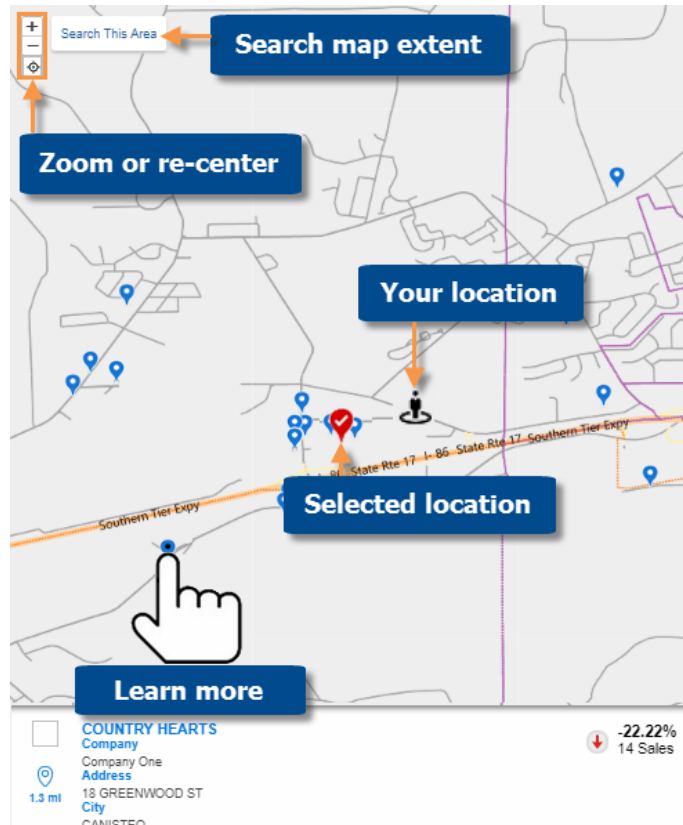 +
Search This Area
Search map extent
−
Zoom or re-center
Your location
86 State Rte 17 I- 86 State Rte 17 Southern Tier Expy
Selected location
Southern Tier Expy
Learn more
COUNTRY HEARTS
Company
Company One
Address
18 GREENWOOD ST
City
CANISTEO
1.3 mi
-22.22%
14 Sales